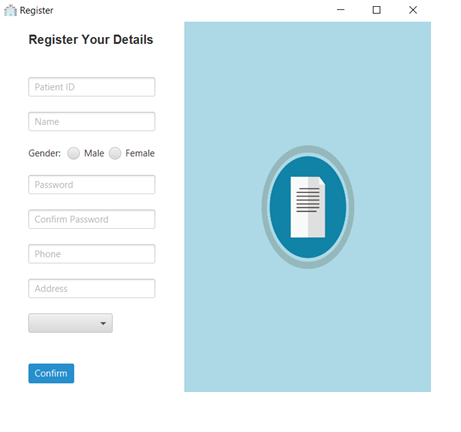 Register
Register Your Details
Patient ID
Name
Gender: Male Female
Password
Confirm Password
Phone
Address
Confirm